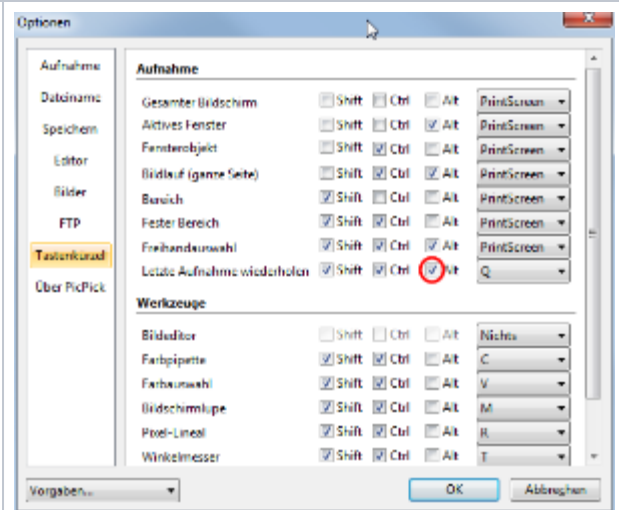 Optionen
Aufnahme
Dateiname
Speichern
Editor
Bilder
FTP
Tastenkürzel
Über PicPick
Aufnahme
Gesamter Bildschirm Shift Ctrl Alt PrintScreen
Aktives Fenster Shift Ctrl Alt PrintScreen
Fensterobjekt Shift Ctrl Alt PrintScreen
Bildlauf (ganze Seite) Shift Ctrl Alt PrintScreen
Bereich Shift Ctrl Alt PrintScreen
Fester Bereich Shift Ctrl Alt PrintScreen
Freihandauswahl Shift Ctrl Alt PrintScreen
Letzte Aufnahme wiederholen Shift Ctrl Alt Q
Werkzeuge
Bildeditor Shift Ctrl Alt Nichts
Farbpipette Shift Ctrl Alt C
Farbauswahl Shift Ctrl Alt V
Bildschirmlupe Shift Ctrl Alt M
Pixel-Lineal Shift Ctrl Alt R
Winkelmesser Shift Ctrl Alt T
Vorgaben... OK Abbrechen